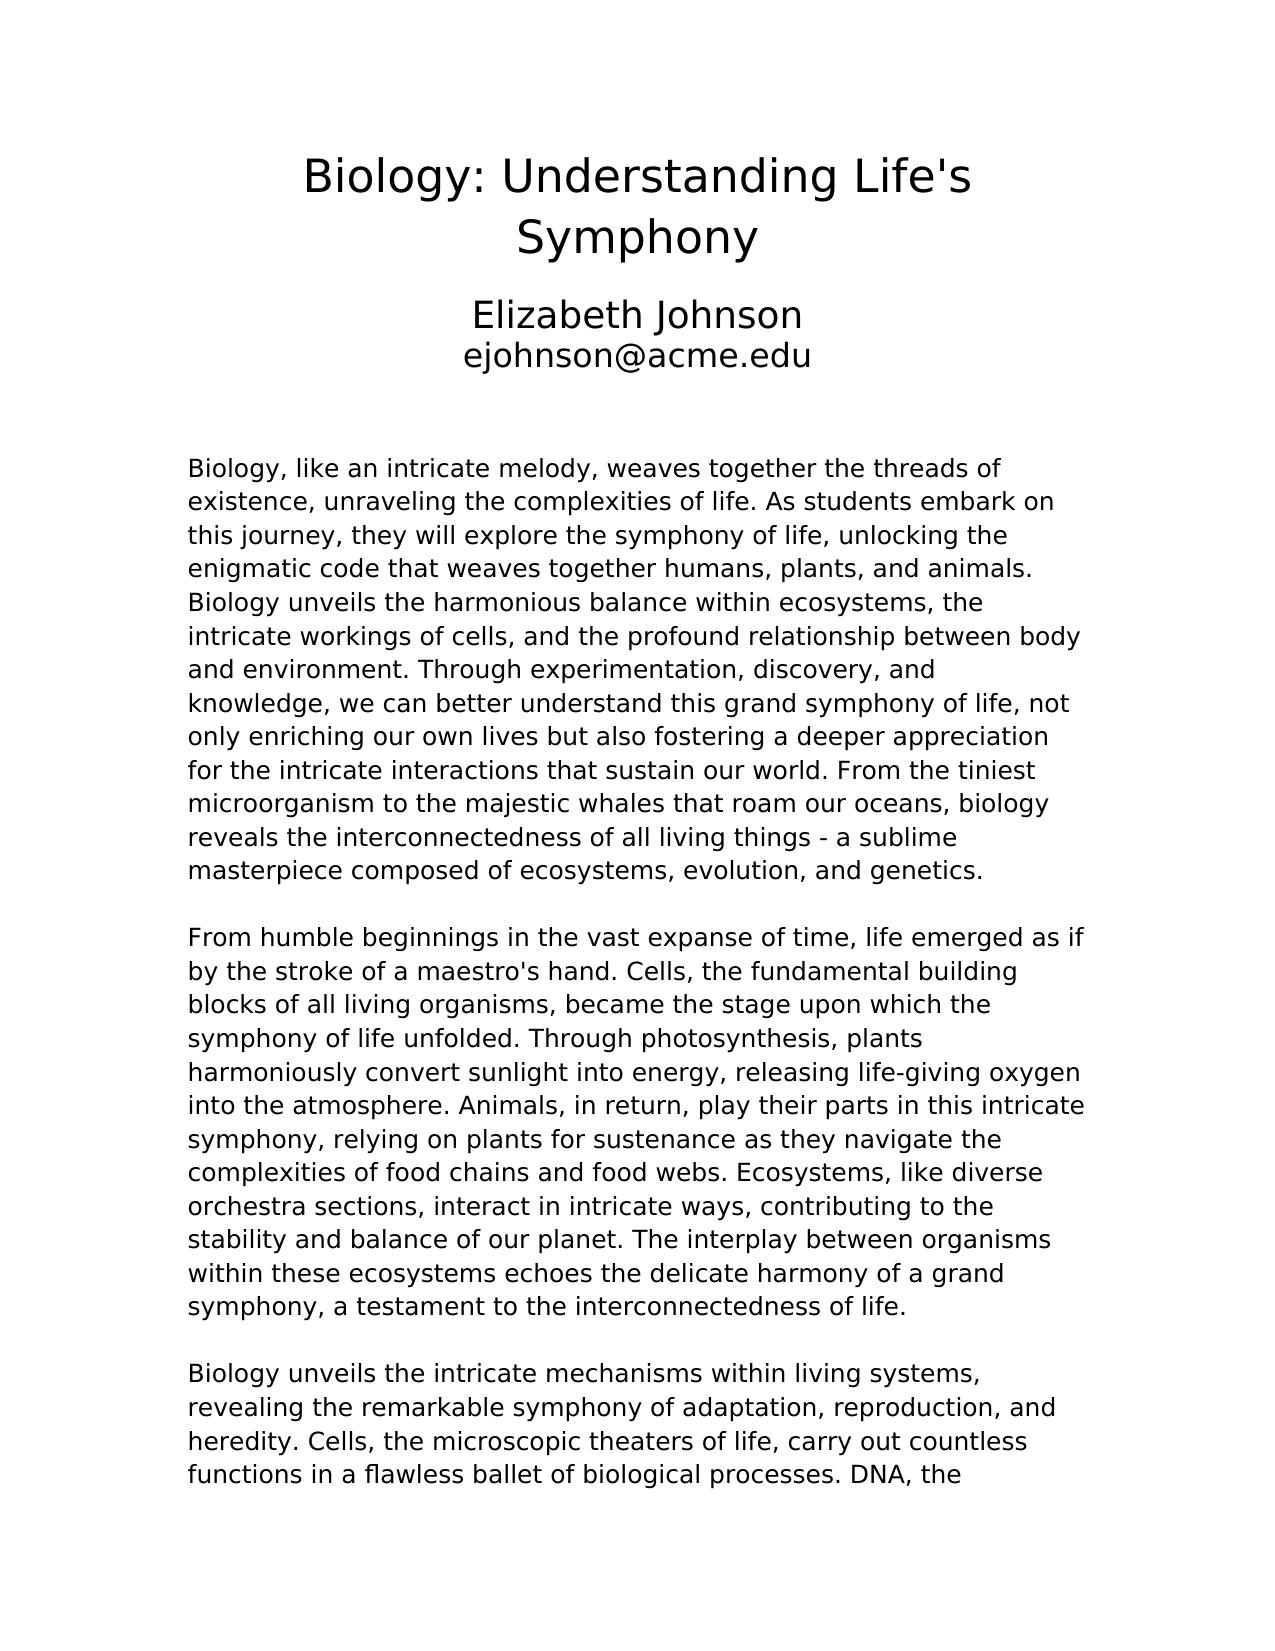 Biology: Understanding Life's
Symphony
Elizabeth Johnson
ejohnson@acme.edu
Biology, like an intricate melody, weaves together the threads of
existence, unraveling the complexities of life. As students embark on
this journey, they will explore the symphony of life, unlocking the
enigmatic code that weaves together humans, plants, and animals.
Biology unveils the harmonious balance within ecosystems, the
intricate workings of cells, and the profound relationship between body
and environment. Through experimentation, discovery, and
knowledge, we can better understand this grand symphony of life, not
only enriching our own lives but also fostering a deeper appreciation
for the intricate interactions that sustain our world. From the tiniest
microorganism to the majestic whales that roam our oceans, biology
reveals the interconnectedness of all living things - a sublime
masterpiece composed of ecosystems, evolution, and genetics.
From humble beginnings in the vast expanse of time, life emerged as if
by the stroke of a maestro's hand. Cells, the fundamental building
blocks of all living organisms, became the stage upon which the
symphony of life unfolded. Through photosynthesis, plants
harmoniously convert sunlight into energy, releasing life-giving oxygen
into the atmosphere. Animals, in return, play their parts in this intricate
symphony, relying on plants for sustenance as they navigate the
complexities of food chains and food webs. Ecosystems, like diverse
orchestra sections, interact in intricate ways, contributing to the
stability and balance of our planet. The interplay between organisms
within these ecosystems echoes the delicate harmony of a grand
symphony, a testament to the interconnectedness of life.
Biology unveils the intricate mechanisms within living systems,
revealing the remarkable symphony of adaptation, reproduction, and
heredity. Cells, the microscopic theaters of life, carry out countless
functions in a flawless ballet of biological processes. DNA, the